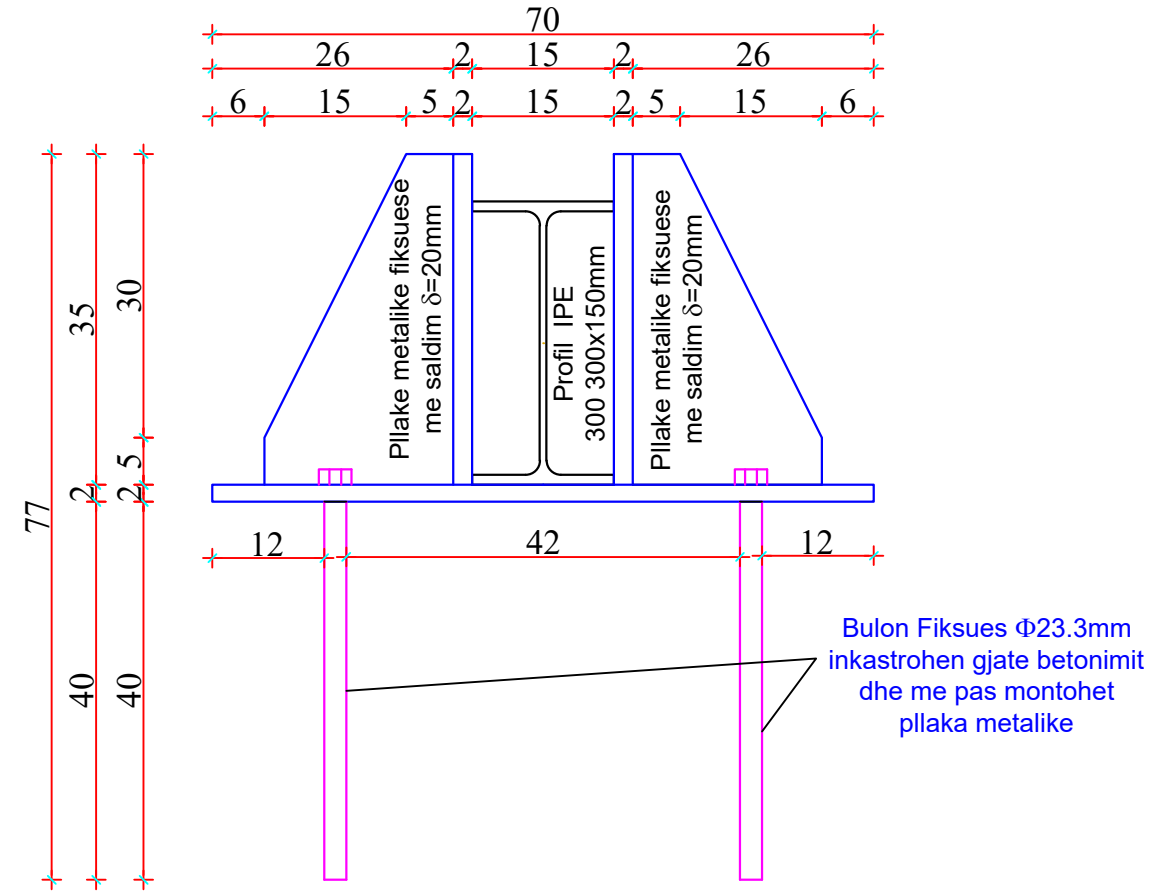 70
26 2 15 2 26
6 15 5 2 15 2 5 15 6
77
35
2
40
30
5
2
40
Pllake metalike fiksuese
me saldim δ=20mm
Profil IPE
300 300x150mm
Pllake metalike fiksuese
me saldim δ=20mm
12 42 12
Bulon Fiksues Φ23.3mm
inkastrohen gjate betonimit
dhe me pas montohet
pllaka metalike